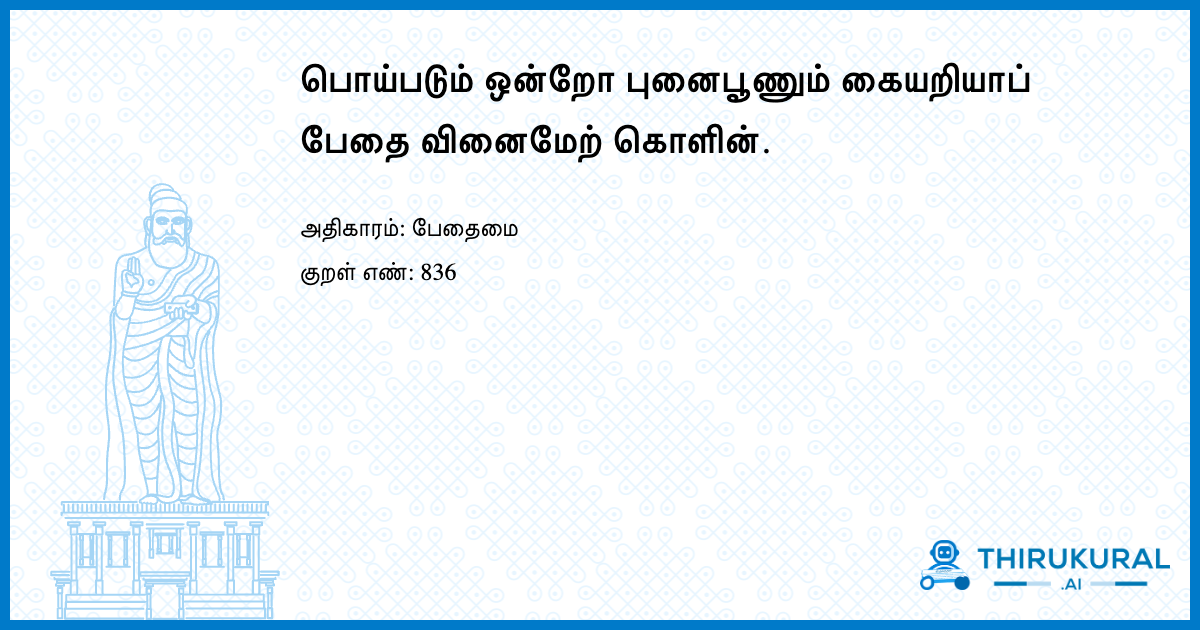 பொய்படும் ஒன்றோ புனைபூணும் கையறியாப்
பேதை வினைமேற் கொளின்.
அதிகாரம்: பேதைமை
குறள் எண்: 836
THIRUKURAL
.AI